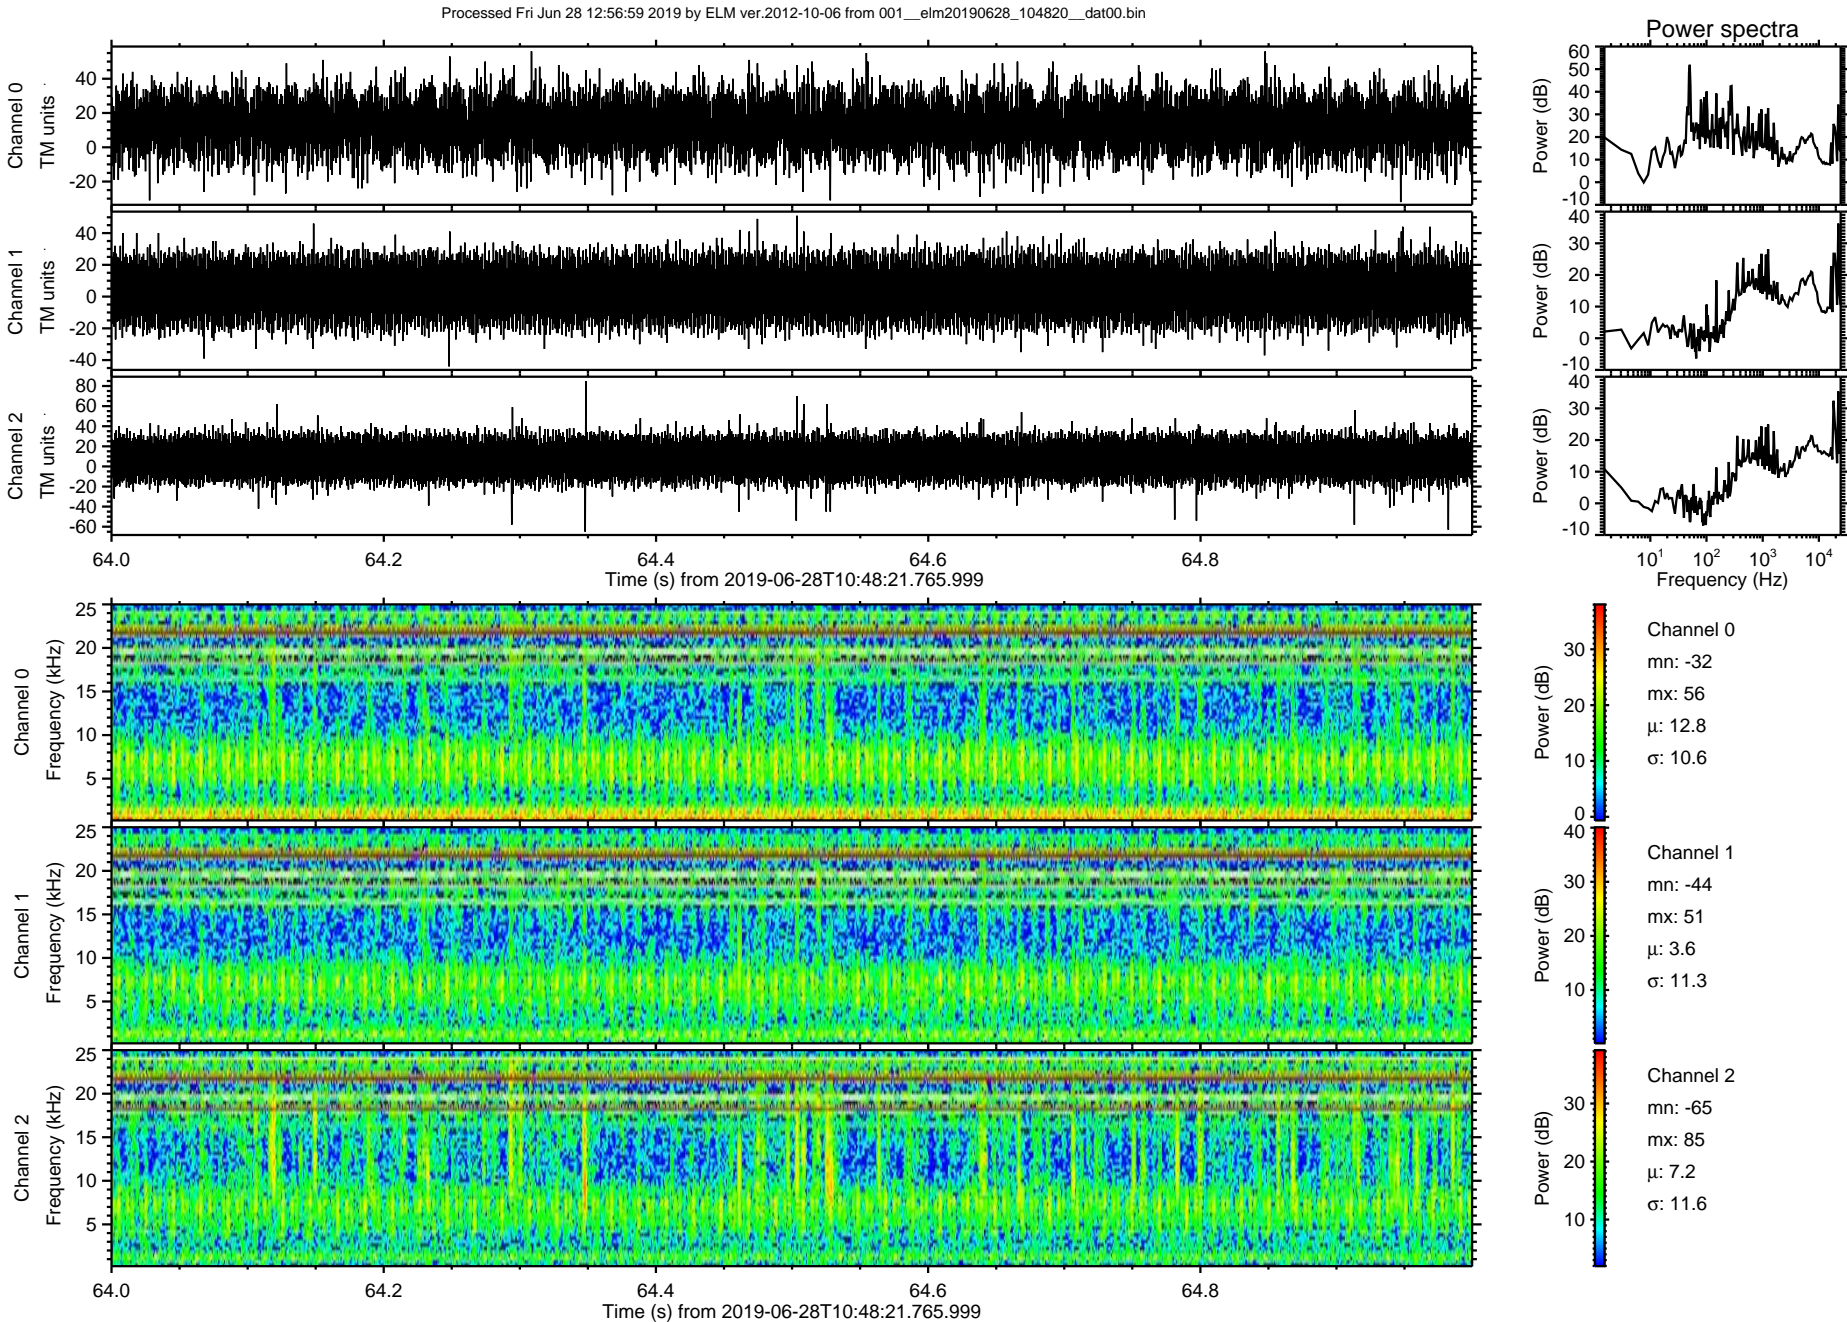 Processed Fri Jun 28 12:56:59 2019 by ELM ver.2012-10-06 from 001__elm20190628_104820__dat00.bin
Power spectra
Channel 0
TM units
40
20
0
-20
Power (dB)
60
50
40
30
20
10
0
-10
Channel 1
TM units
40
20
0
-20
-40
Power (dB)
40
30
20
10
0
-10
Channel 2
TM units
80
60
40
20
0
-20
-40
-60
Power (dB)
40
30
20
10
0
-10
64.0 64.2 64.4 64.6 64.8
Time (s) from 2019-06-28T10:48:21.765.999
10¹ 10² 10³ 10⁴
Frequency (Hz)
Channel 0
Frequency (kHz)
25
20
15
10
5
Power (dB)
30
20
10
0
Channel 0
mn: -32
mx: 56
μ: 12.8
σ: 10.6
Channel 1
Frequency (kHz)
25
20
15
10
5
Power (dB)
40
30
20
10
Channel 1
mn: -44
mx: 51
μ: 3.6
σ: 11.3
Channel 2
Frequency (kHz)
25
20
15
10
5
Power (dB)
30
20
10
Channel 2
mn: -65
mx: 85
μ: 7.2
σ: 11.6
64.0 64.2 64.4 64.6 64.8
Time (s) from 2019-06-28T10:48:21.765.999